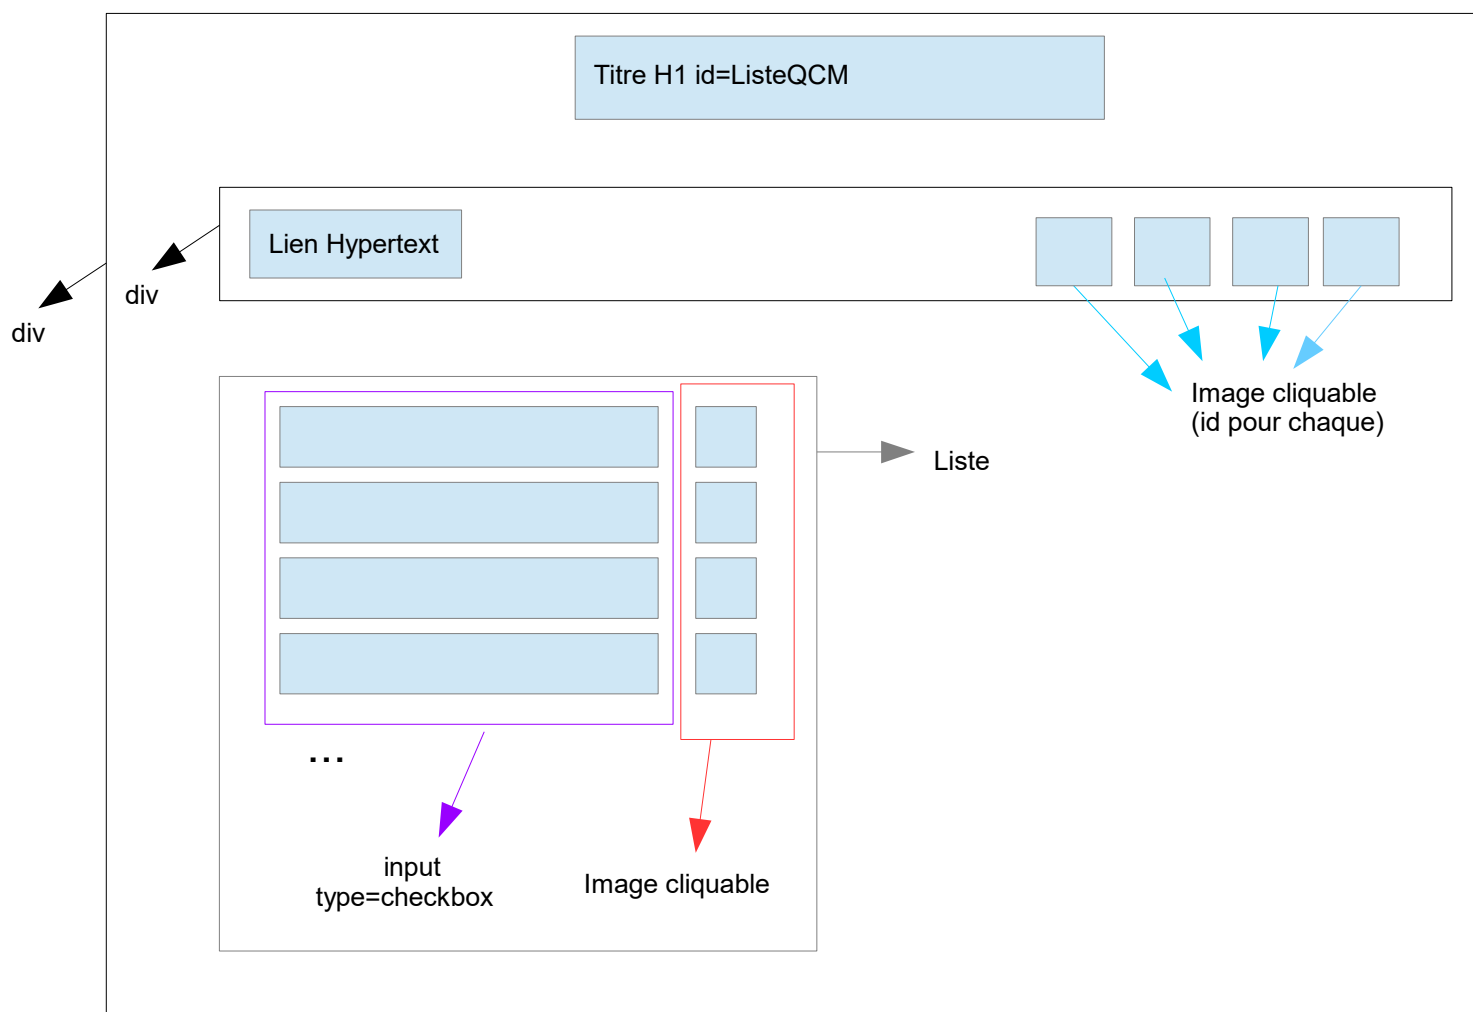 Titre H1 id=ListeQCM
Lien Hypertext
div
div
Image cliquable
(id pour chaque)
Liste
...
input
type=checkbox
Image cliquable